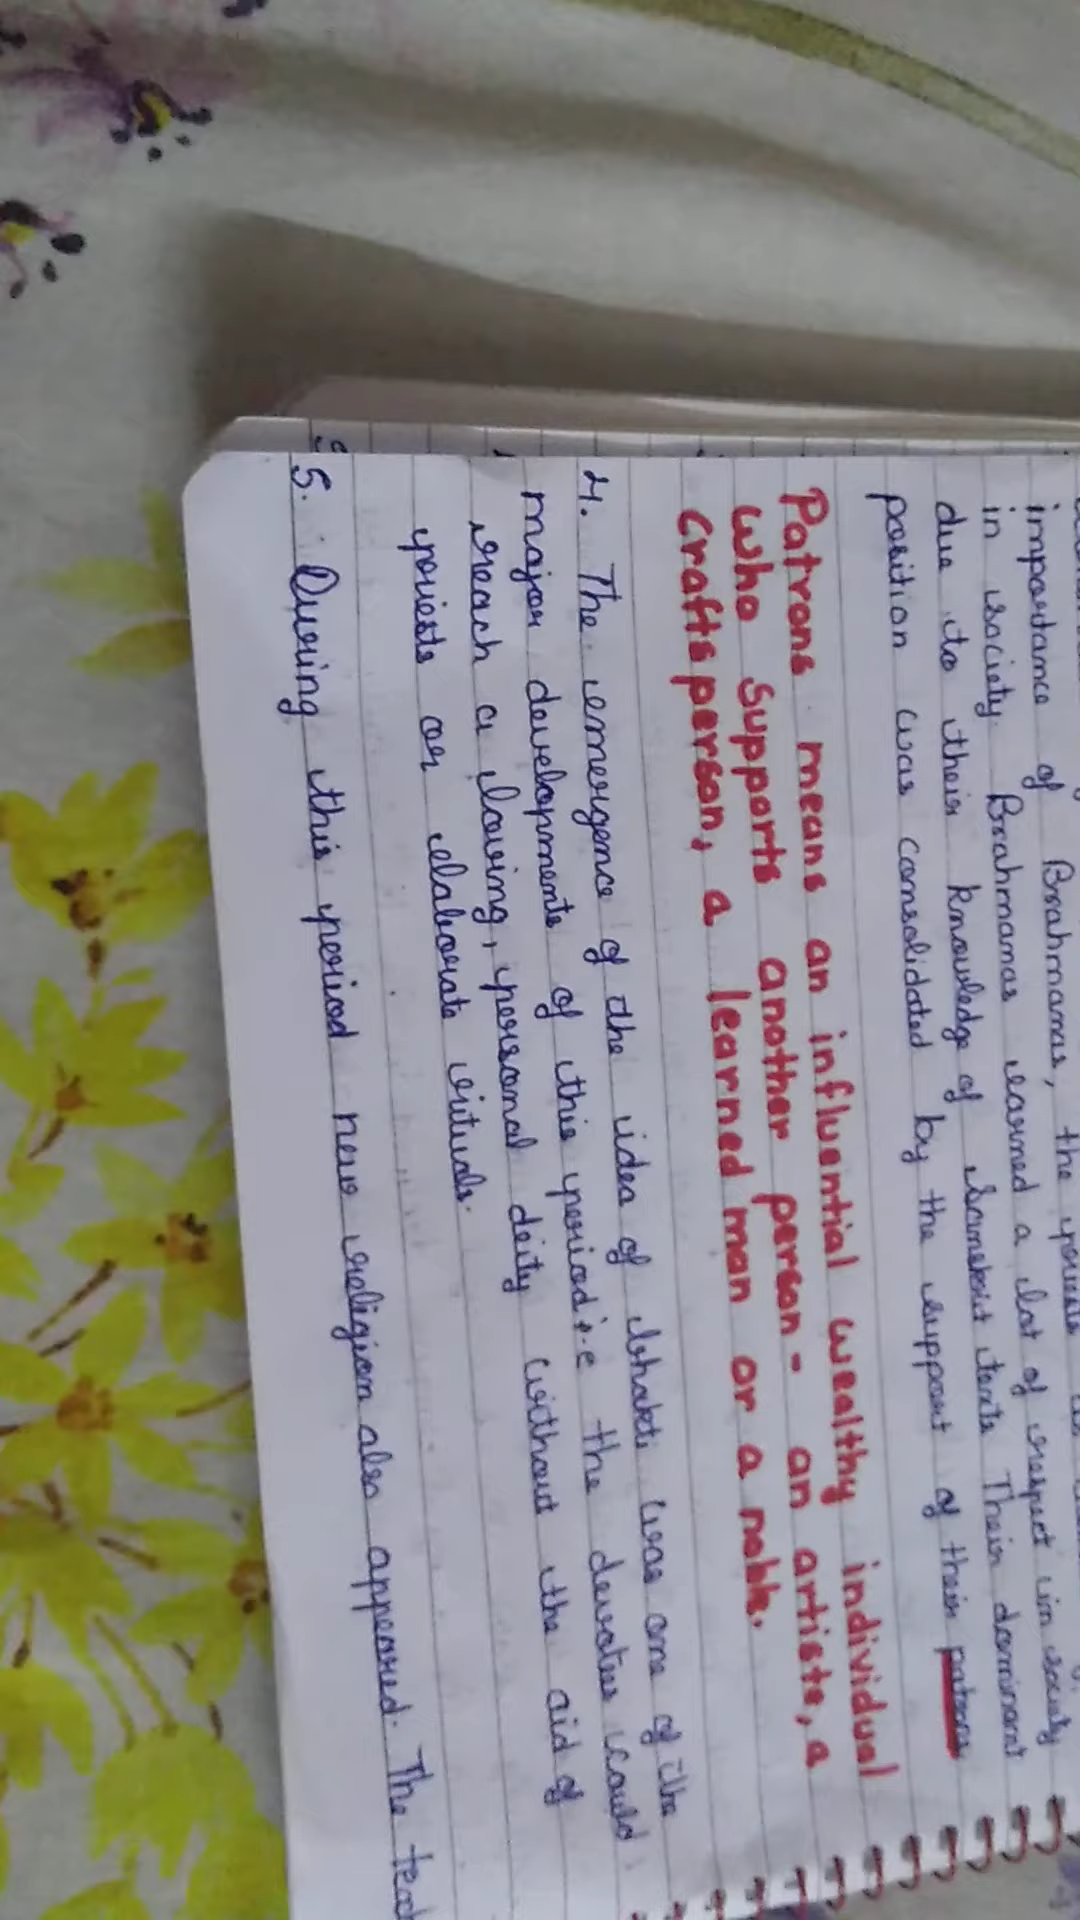 importance of Brahmanas, the
in society. Brahmanas earned a lot of respect in society
due to their knowledge of Sanskrit texts Their dominant
position was consolidated by the support of their patrons
Patrons means an influential wealthy individual
who supports another person - an artiste, a
craftsperson, a learned man or a noble.
4. The emergence of the idea of bhakti was one of the
major developments of this period i.e the devotees could
reach a loving, personal deity without the aid of
priests or elaborate rituals.
5. During this period new religion also appeared. The